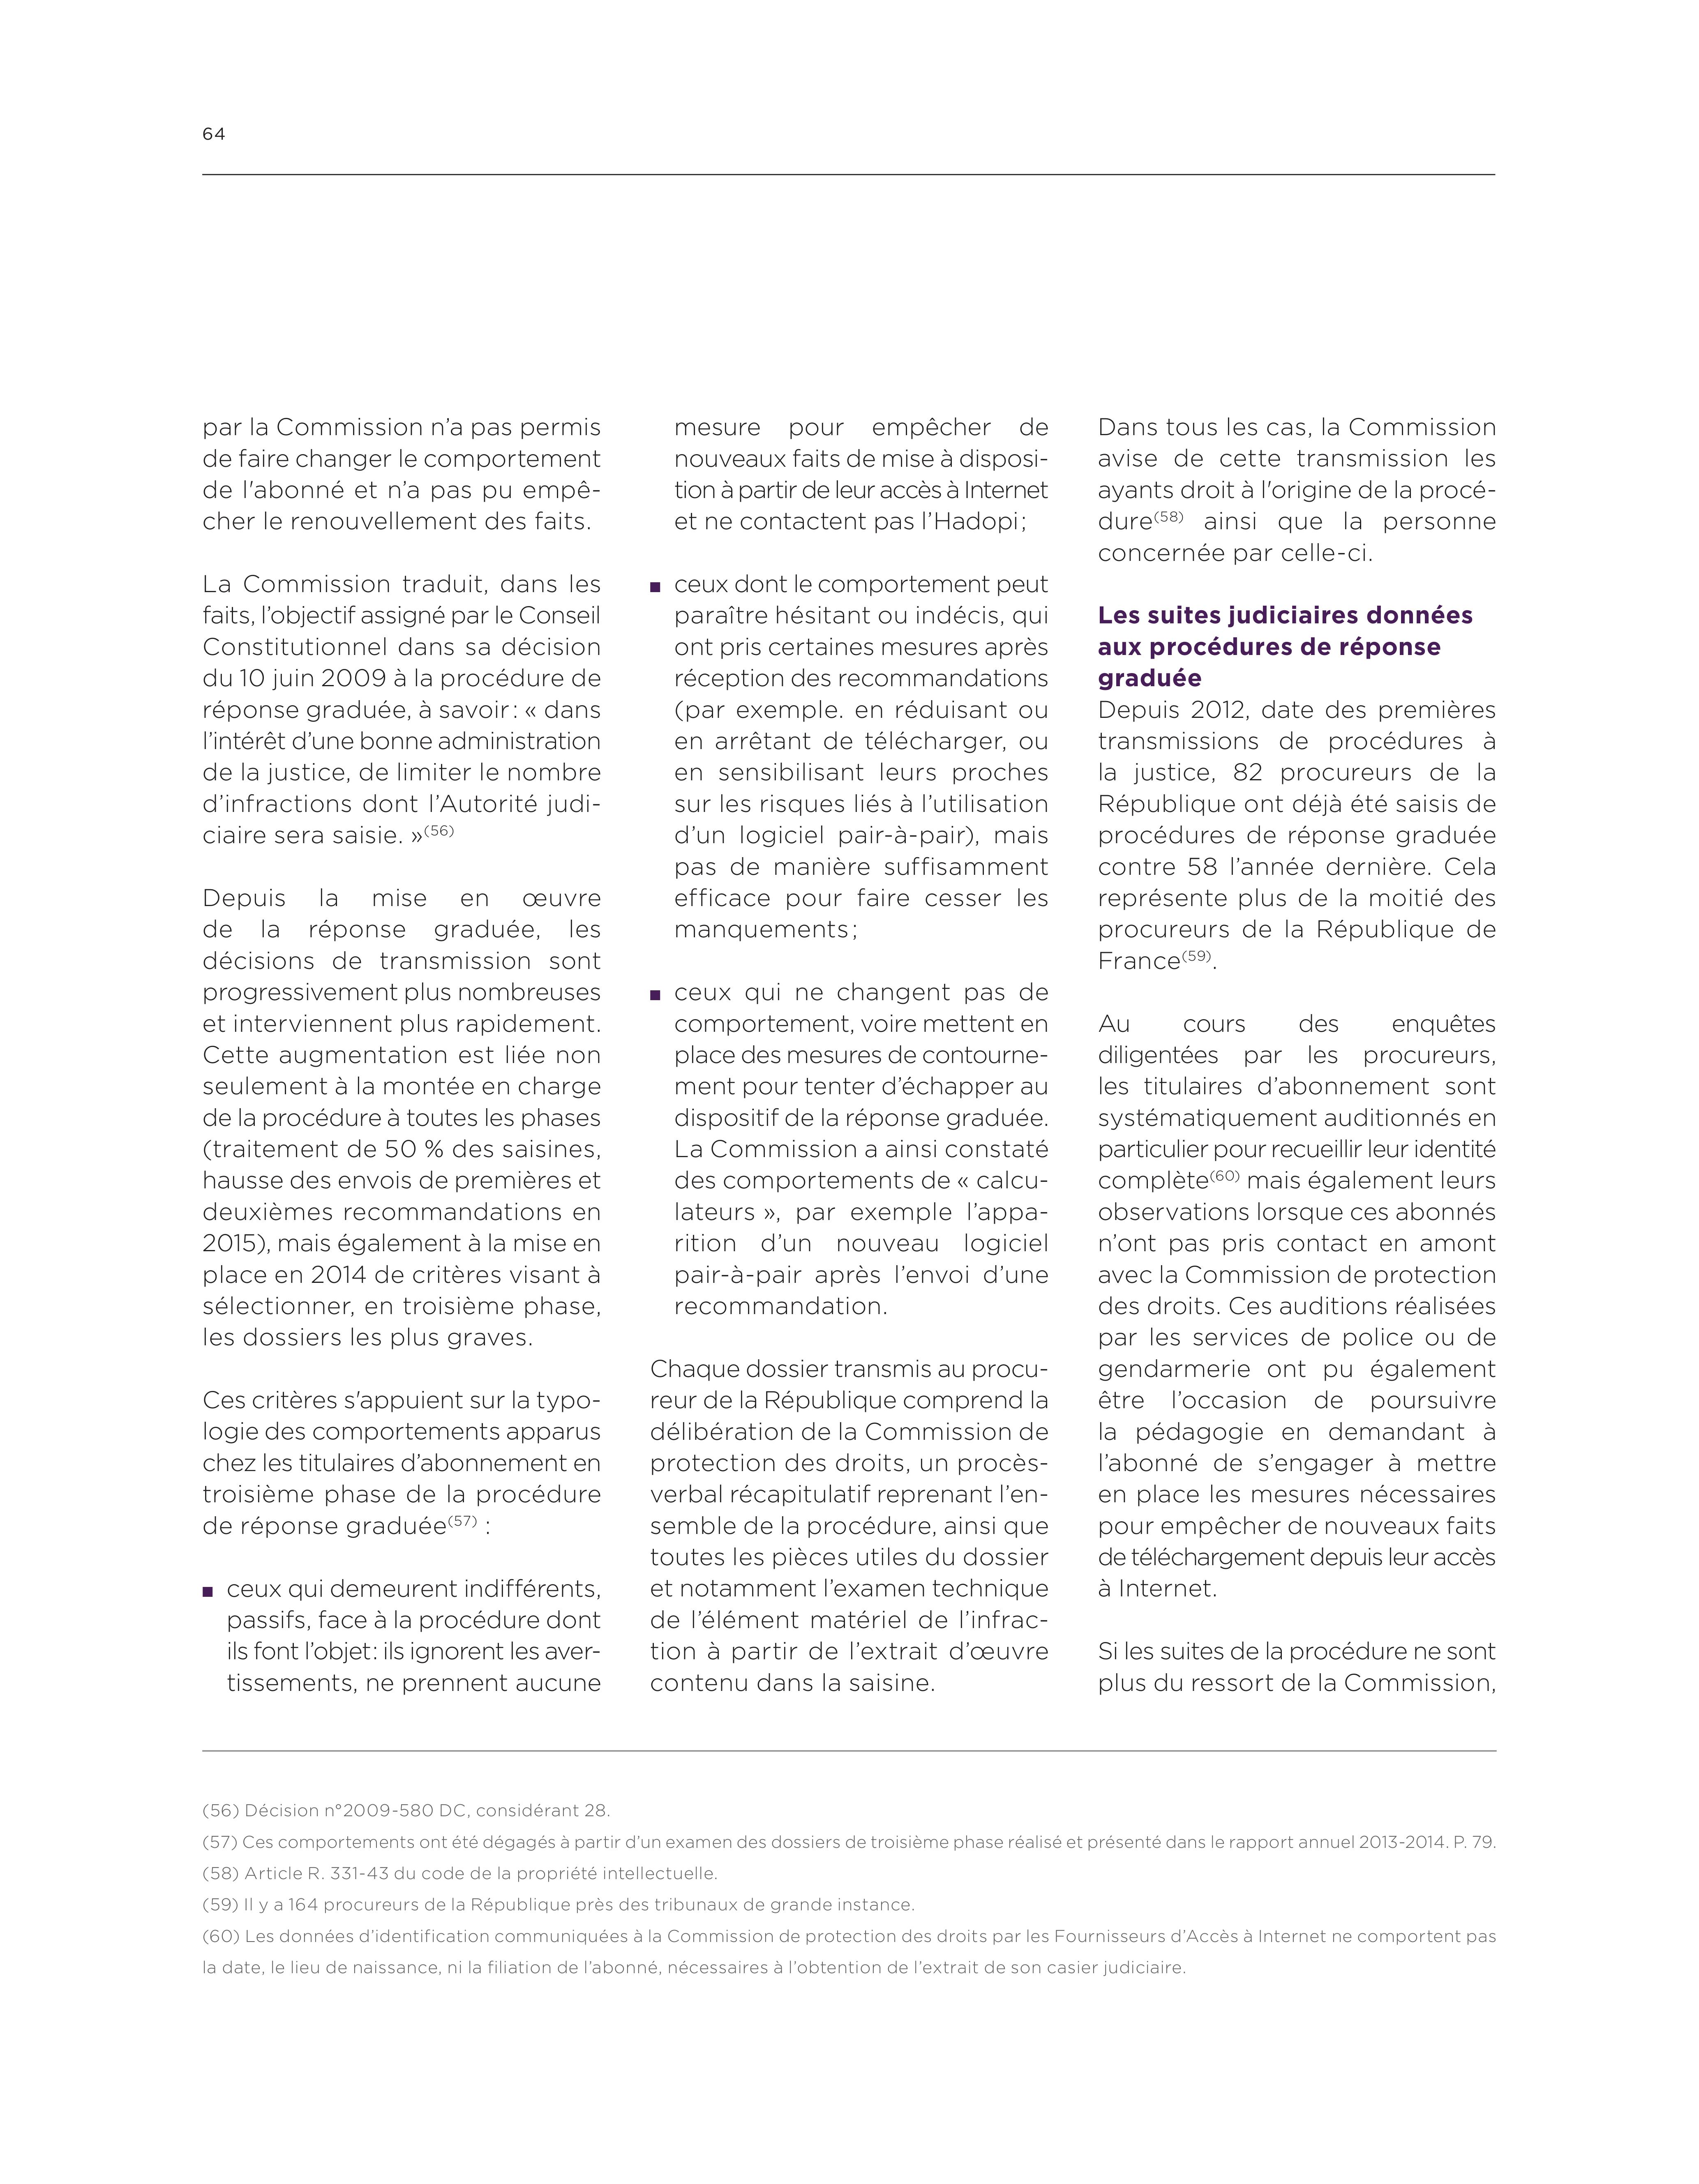 64
par la Commission n’a pas permis
de faire changer le comportement
de l'abonné et n’a pas pu empê-
cher le renouvellement des faits.
La Commission traduit, dans les
faits, l’objectif assigné par le Conseil
Constitutionnel dans sa décision
du 10 juin 2009 à la procédure de
réponse graduée, à savoir : « dans
l’intérêt d’une bonne administration
de la justice, de limiter le nombre
d’infractions dont l’Autorité judi-
ciaire sera saisie. »(56)
Depuis la mise en œuvre
de la réponse graduée, les
décisions de transmission sont
progressivement plus nombreuses
et interviennent plus rapidement.
Cette augmentation est liée non
seulement à la montée en charge
de la procédure à toutes les phases
(traitement de 50 % des saisines,
hausse des envois de premières et
deuxièmes recommandations en
2015), mais également à la mise en
place en 2014 de critères visant à
sélectionner, en troisième phase,
les dossiers les plus graves.
Ces critères s'appuient sur la typo-
logie des comportements apparus
chez les titulaires d’abonnement en
troisième phase de la procédure
de réponse graduée(57) :
■ ceux qui demeurent indifférents,
passifs, face à la procédure dont
ils font l’objet : ils ignorent les aver-
tissements, ne prennent aucune
mesure pour empêcher de
nouveaux faits de mise à disposi-
tion à partir de leur accès à Internet
et ne contactent pas l’Hadopi ;
■ ceux dont le comportement peut
paraître hésitant ou indécis, qui
ont pris certaines mesures après
réception des recommandations
(par exemple. en réduisant ou
en arrêtant de télécharger, ou
en sensibilisant leurs proches
sur les risques liés à l’utilisation
d’un logiciel pair-à-pair), mais
pas de manière suffisamment
efficace pour faire cesser les
manquements ;
■ ceux qui ne changent pas de
comportement, voire mettent en
place des mesures de contourne-
ment pour tenter d’échapper au
dispositif de la réponse graduée.
La Commission a ainsi constaté
des comportements de « calcu-
lateurs », par exemple l’appa-
rition d’un nouveau logiciel
pair-à-pair après l’envoi d’une
recommandation.
Chaque dossier transmis au procu-
reur de la République comprend la
délibération de la Commission de
protection des droits, un procès-
verbal récapitulatif reprenant l’en-
semble de la procédure, ainsi que
toutes les pièces utiles du dossier
et notamment l’examen technique
de l’élément matériel de l’infrac-
tion à partir de l’extrait d’œuvre
contenu dans la saisine.
Dans tous les cas, la Commission
avise de cette transmission les
ayants droit à l'origine de la procé-
dure(58) ainsi que la personne
concernée par celle-ci.
Les suites judiciaires données
aux procédures de réponse
graduée
Depuis 2012, date des premières
transmissions de procédures à
la justice, 82 procureurs de la
République ont déjà été saisis de
procédures de réponse graduée
contre 58 l’année dernière. Cela
représente plus de la moitié des
procureurs de la République de
France(59).
Au cours des enquêtes
diligentées par les procureurs,
les titulaires d’abonnement sont
systématiquement auditionnés en
particulier pour recueillir leur identité
complète(60) mais également leurs
observations lorsque ces abonnés
n’ont pas pris contact en amont
avec la Commission de protection
des droits. Ces auditions réalisées
par les services de police ou de
gendarmerie ont pu également
être l’occasion de poursuivre
la pédagogie en demandant à
l’abonné de s’engager à mettre
en place les mesures nécessaires
pour empêcher de nouveaux faits
de téléchargement depuis leur accès
à Internet.
Si les suites de la procédure ne sont
plus du ressort de la Commission,
(56) Décision n°2009-580 DC, considérant 28.
(57) Ces comportements ont été dégagés à partir d’un examen des dossiers de troisième phase réalisé et présenté dans le rapport annuel 2013-2014. P. 79.
(58) Article R. 331-43 du code de la propriété intellectuelle.
(59) Il y a 164 procureurs de la République près des tribunaux de grande instance.
(60) Les données d’identification communiquées à la Commission de protection des droits par les Fournisseurs d’Accès à Internet ne comportent pas
la date, le lieu de naissance, ni la filiation de l’abonné, nécessaires à l’obtention de l’extrait de son casier judiciaire.